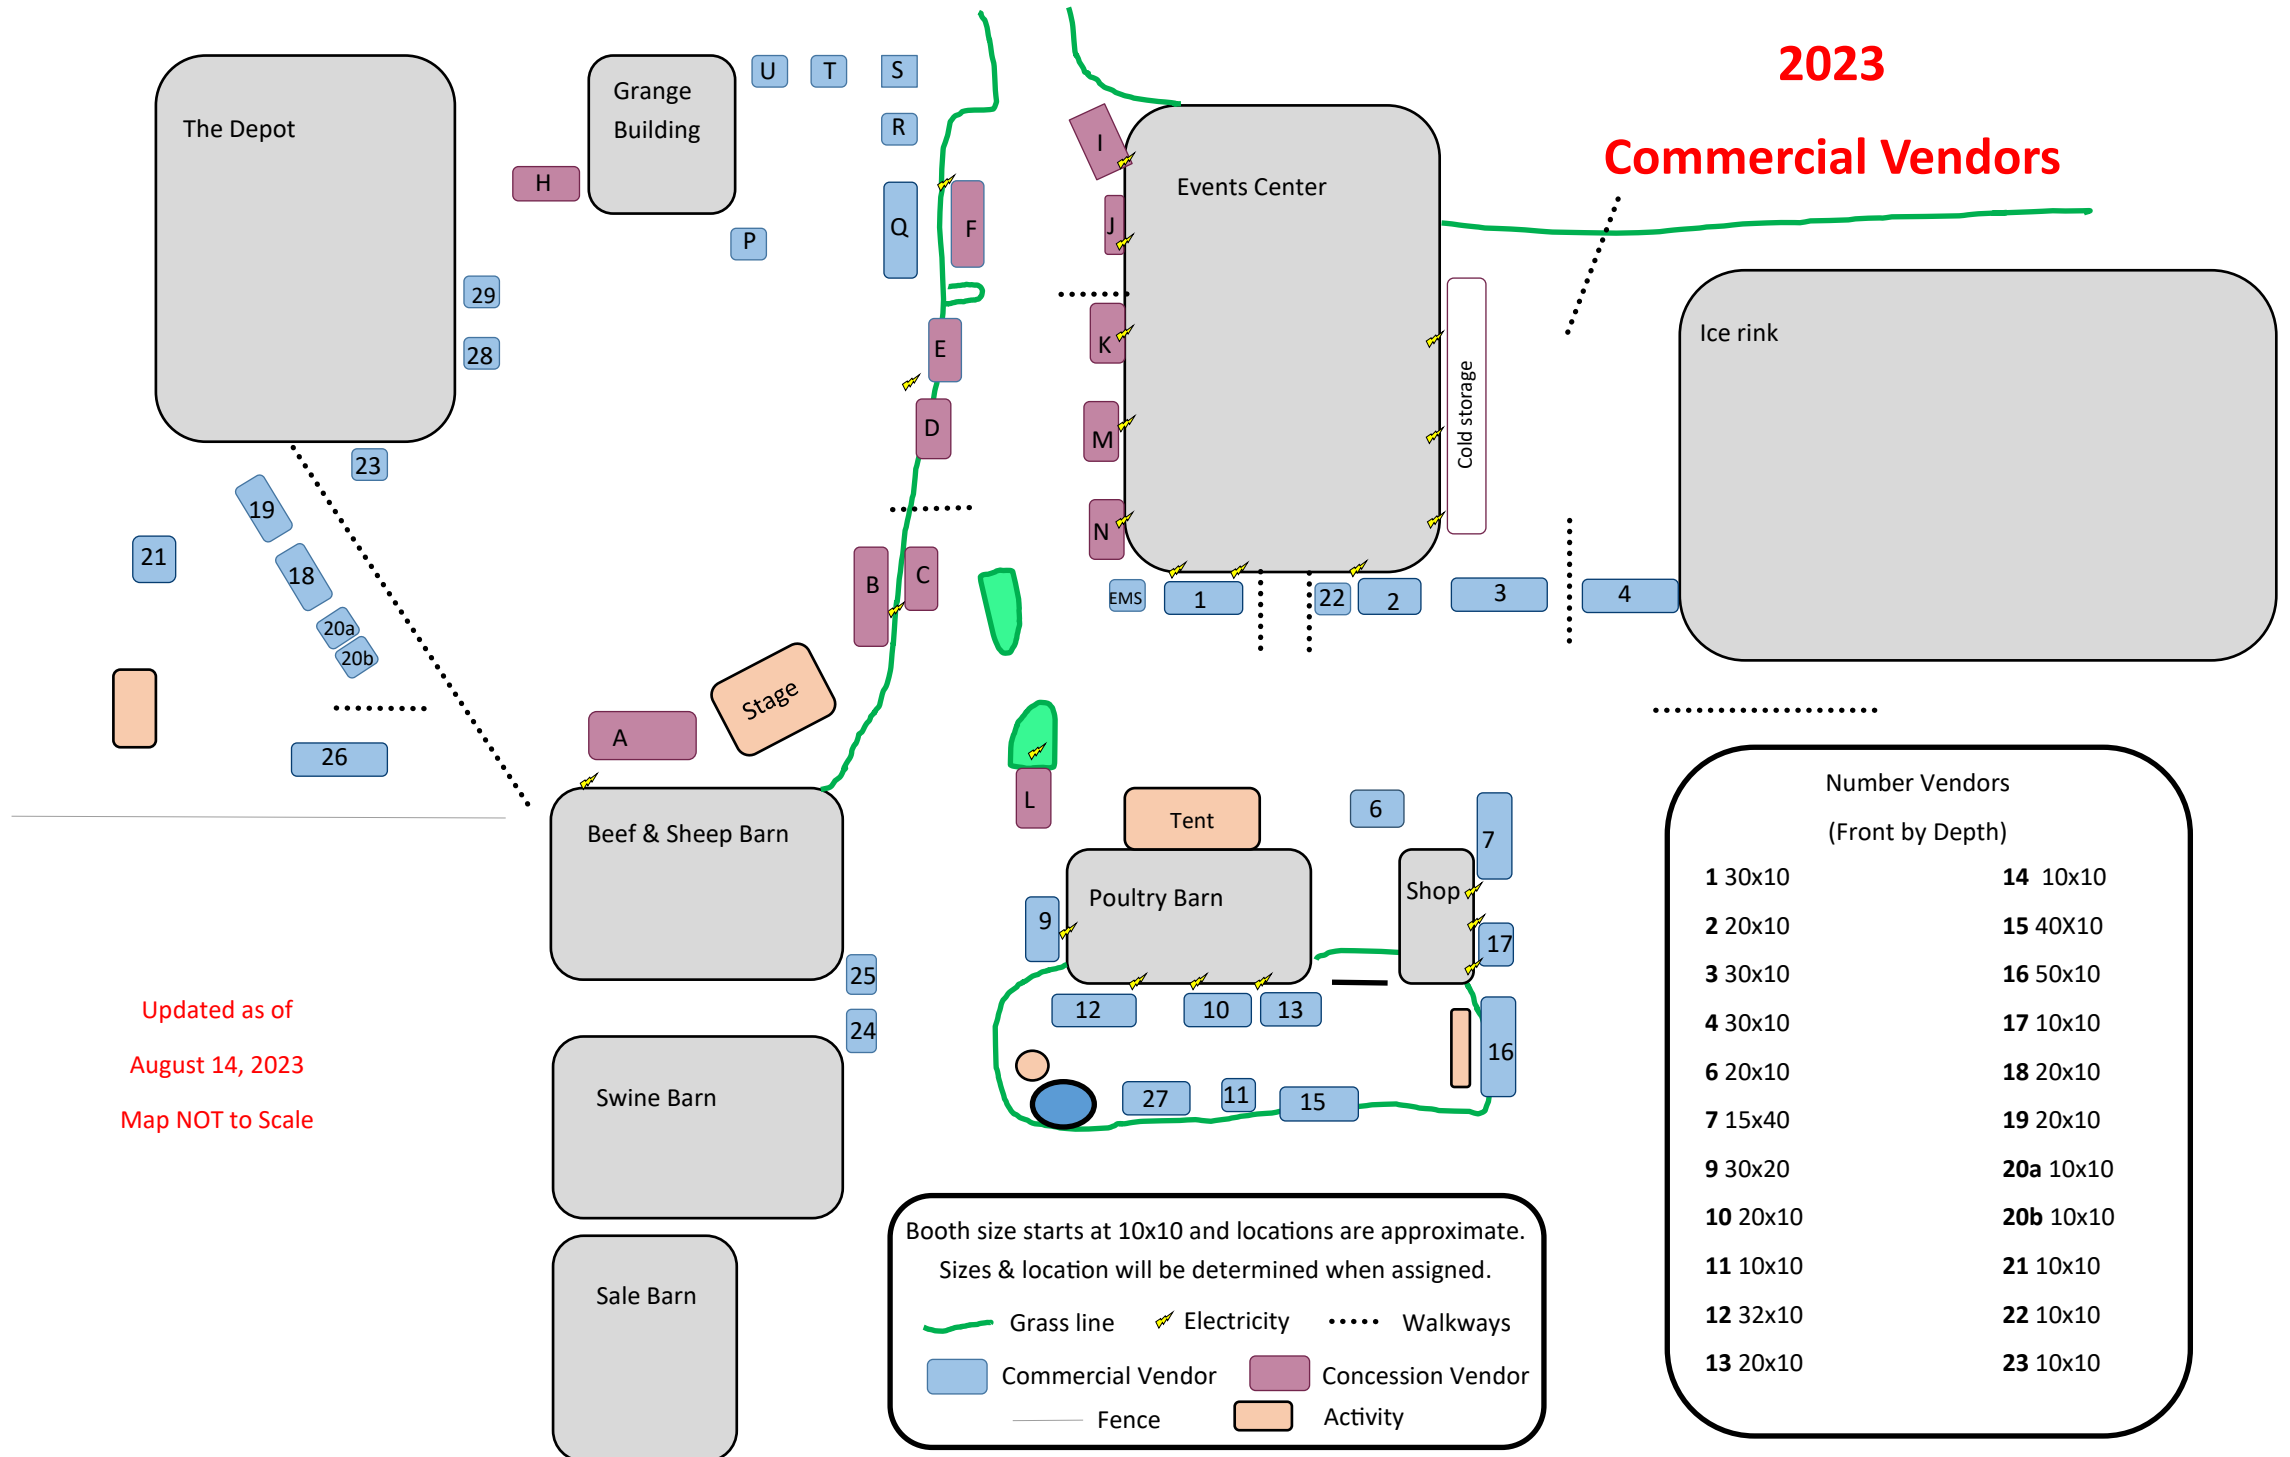 2023
Commercial Vendors
The Depot
Grange
Building
U
T
S
R
Q
P
H
F
E
D
I
J
K
M
N
Events Center
Cold storage
Ice rink
29
28
23
19
18
20a
20b
21
26
B
C
A
Stage
EMS
1
22
2
3
4
L
Tent
6
7
Beef & Sheep Barn
Poultry Barn
Shop
9
17
25
24
12
10
13
16
27
11
15
Swine Barn
Sale Barn
Updated as of
August 14, 2023
Map NOT to Scale
Booth size starts at 10x10 and locations are approximate.
Sizes & location will be determined when assigned.
Grass line Electricity Walkways
Commercial Vendor Concession Vendor
Fence Activity
Number Vendors
(Front by Depth)
1 30x10
2 20x10
3 30x10
4 30x10
6 20x10
7 15x40
9 30x20
10 20x10
11 10x10
12 32x10
13 20x10
14 10x10
15 40X10
16 50x10
17 10x10
18 20x10
19 20x10
20a 10x10
20b 10x10
21 10x10
22 10x10
23 10x10